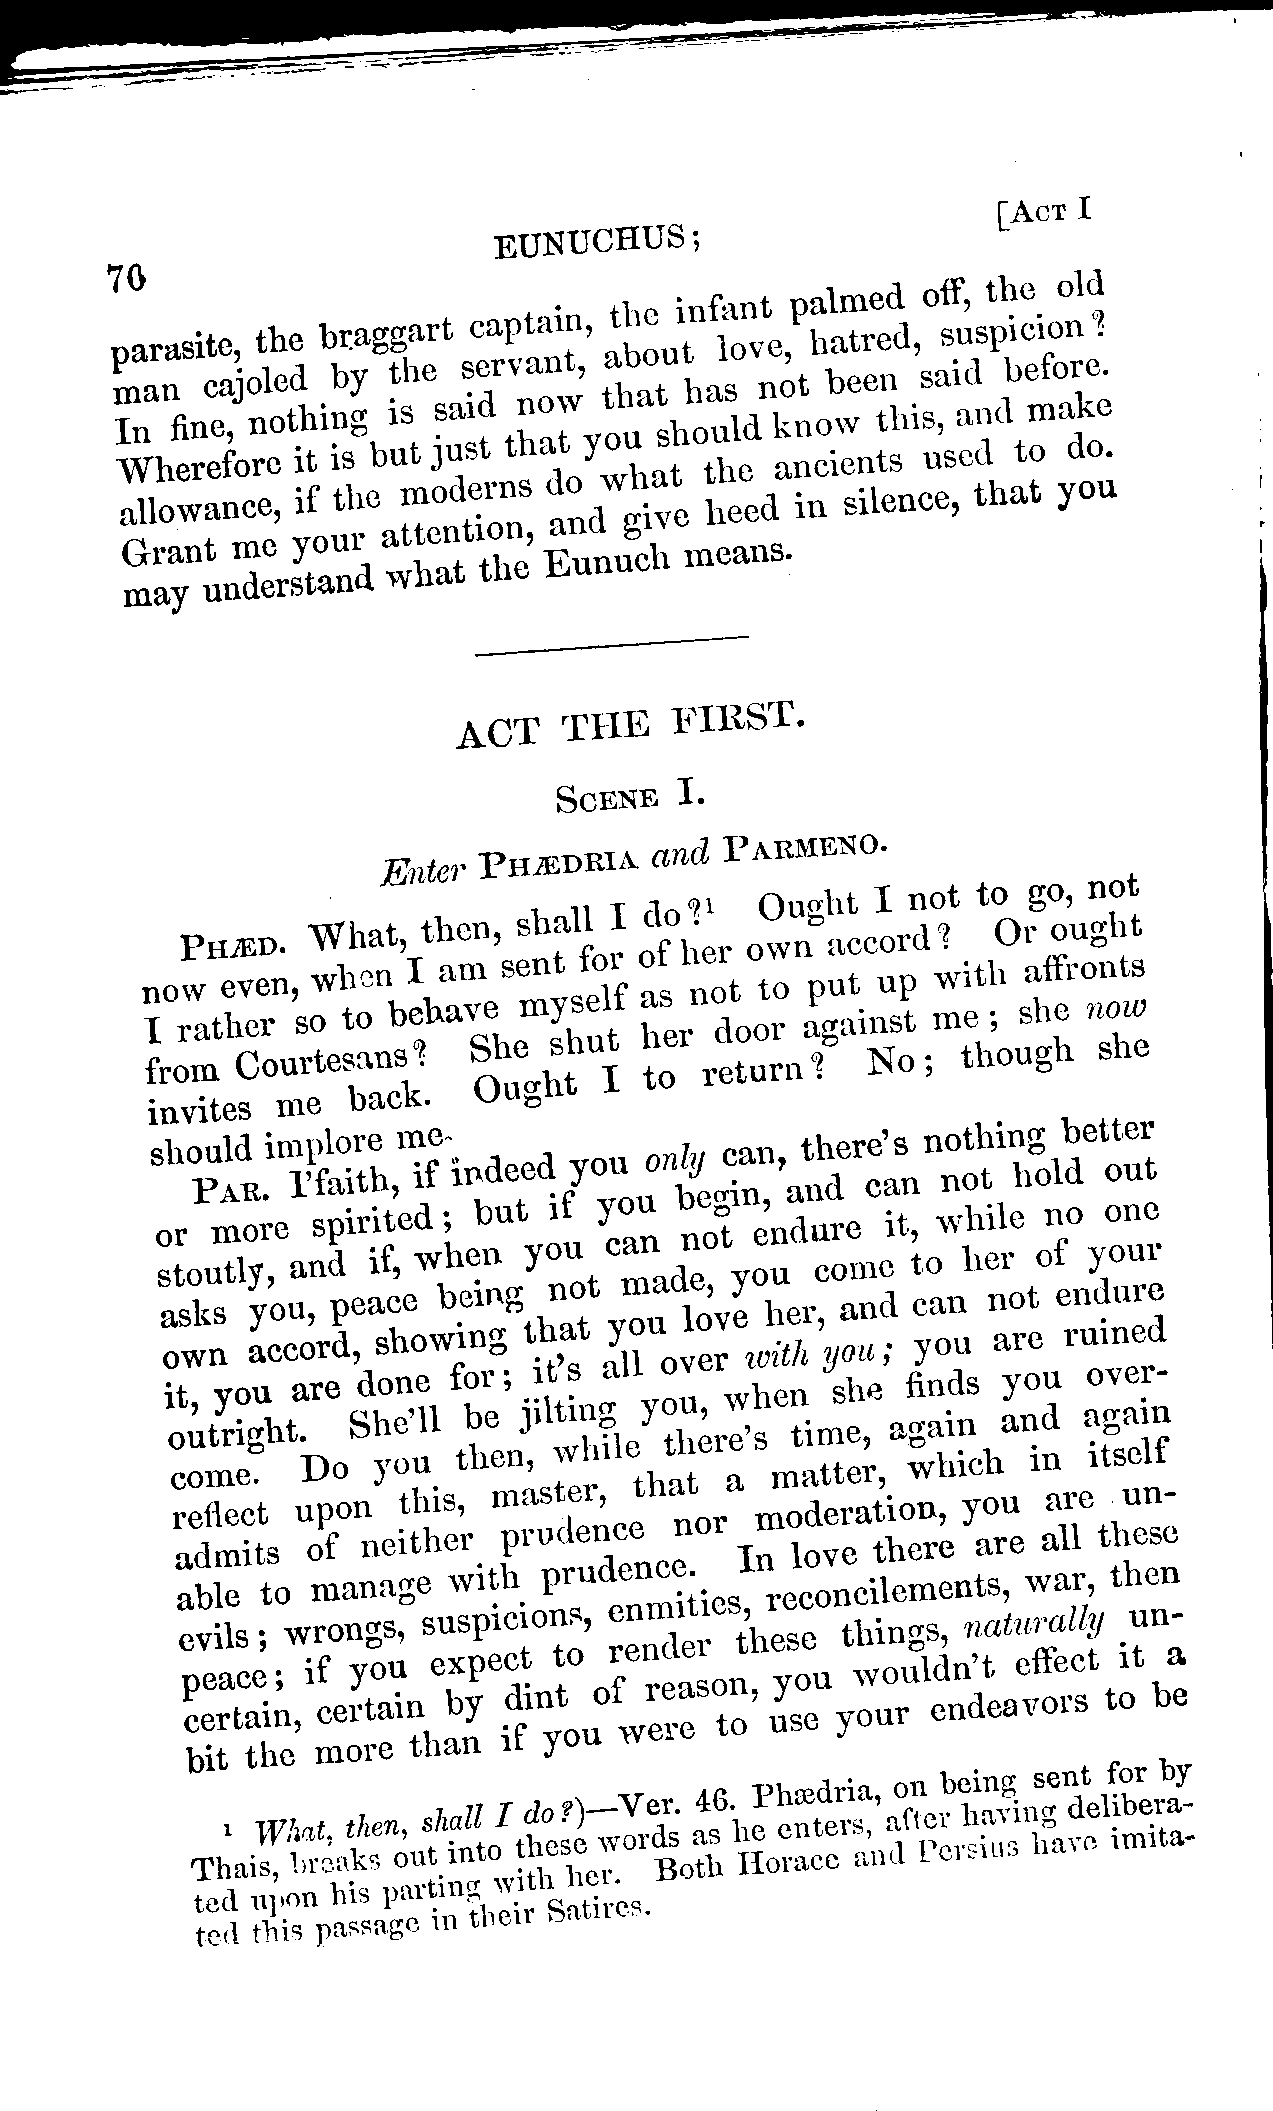 70
EUNUCHUS;
[ACT I
parasite, the braggart captain, the infant palmed off, the old
man cajoled by the servant, about love, hatred, suspicion?
In fine, nothing is said now that has not been said before.
Wherefore it is but just that you should know this, and make
allowance, if the moderns do what the ancients used to do.
Grant me your attention, and give heed in silence, that you
may understand what the Eunuch means.
ACT THE FIRST.
SCENE I.
Enter PHÆDRIA and PARMENO.
PHÆD. What, then, shall I do?¹ Ought I not to go, not
now even, when I am sent for of her own accord? Or ought
I rather so to behave myself as not to put up with affronts
from Courtesans? She shut her door against me; she now
invites me back. Ought I to return? No; though she
should implore me.
PAR. I'faith, if indeed you only can, there's nothing better
or more spirited; but if you begin, and can not hold out
stoutly, and if, when you can not endure it, while no one
asks you, peace being not made, you come to her of your
own accord, showing that you love her, and can not endure
it, you are done for; it's all over with you; you are ruined
outright. She'll be jilting you, when she finds you over-
come. Do you then, while there's time, again and again
reflect upon this, master, that a matter, which in itself
admits of neither prudence nor moderation, you are un-
able to manage with prudence. In love there are all these
evils; wrongs, suspicions, enmities, reconcilements, war, then
peace; if you expect to render these things, naturally un-
certain, certain by dint of reason, you wouldn't effect it a
bit the more than if you were to use your endeavors to be
¹ What, then, shall I do?)—Ver. 46. Phædria, on being sent for by
Thais, breaks out into these words as he enters, after having delibera-
ted upon his parting with her. Both Horace and Persius have imita-
ted this passage in their Satires.